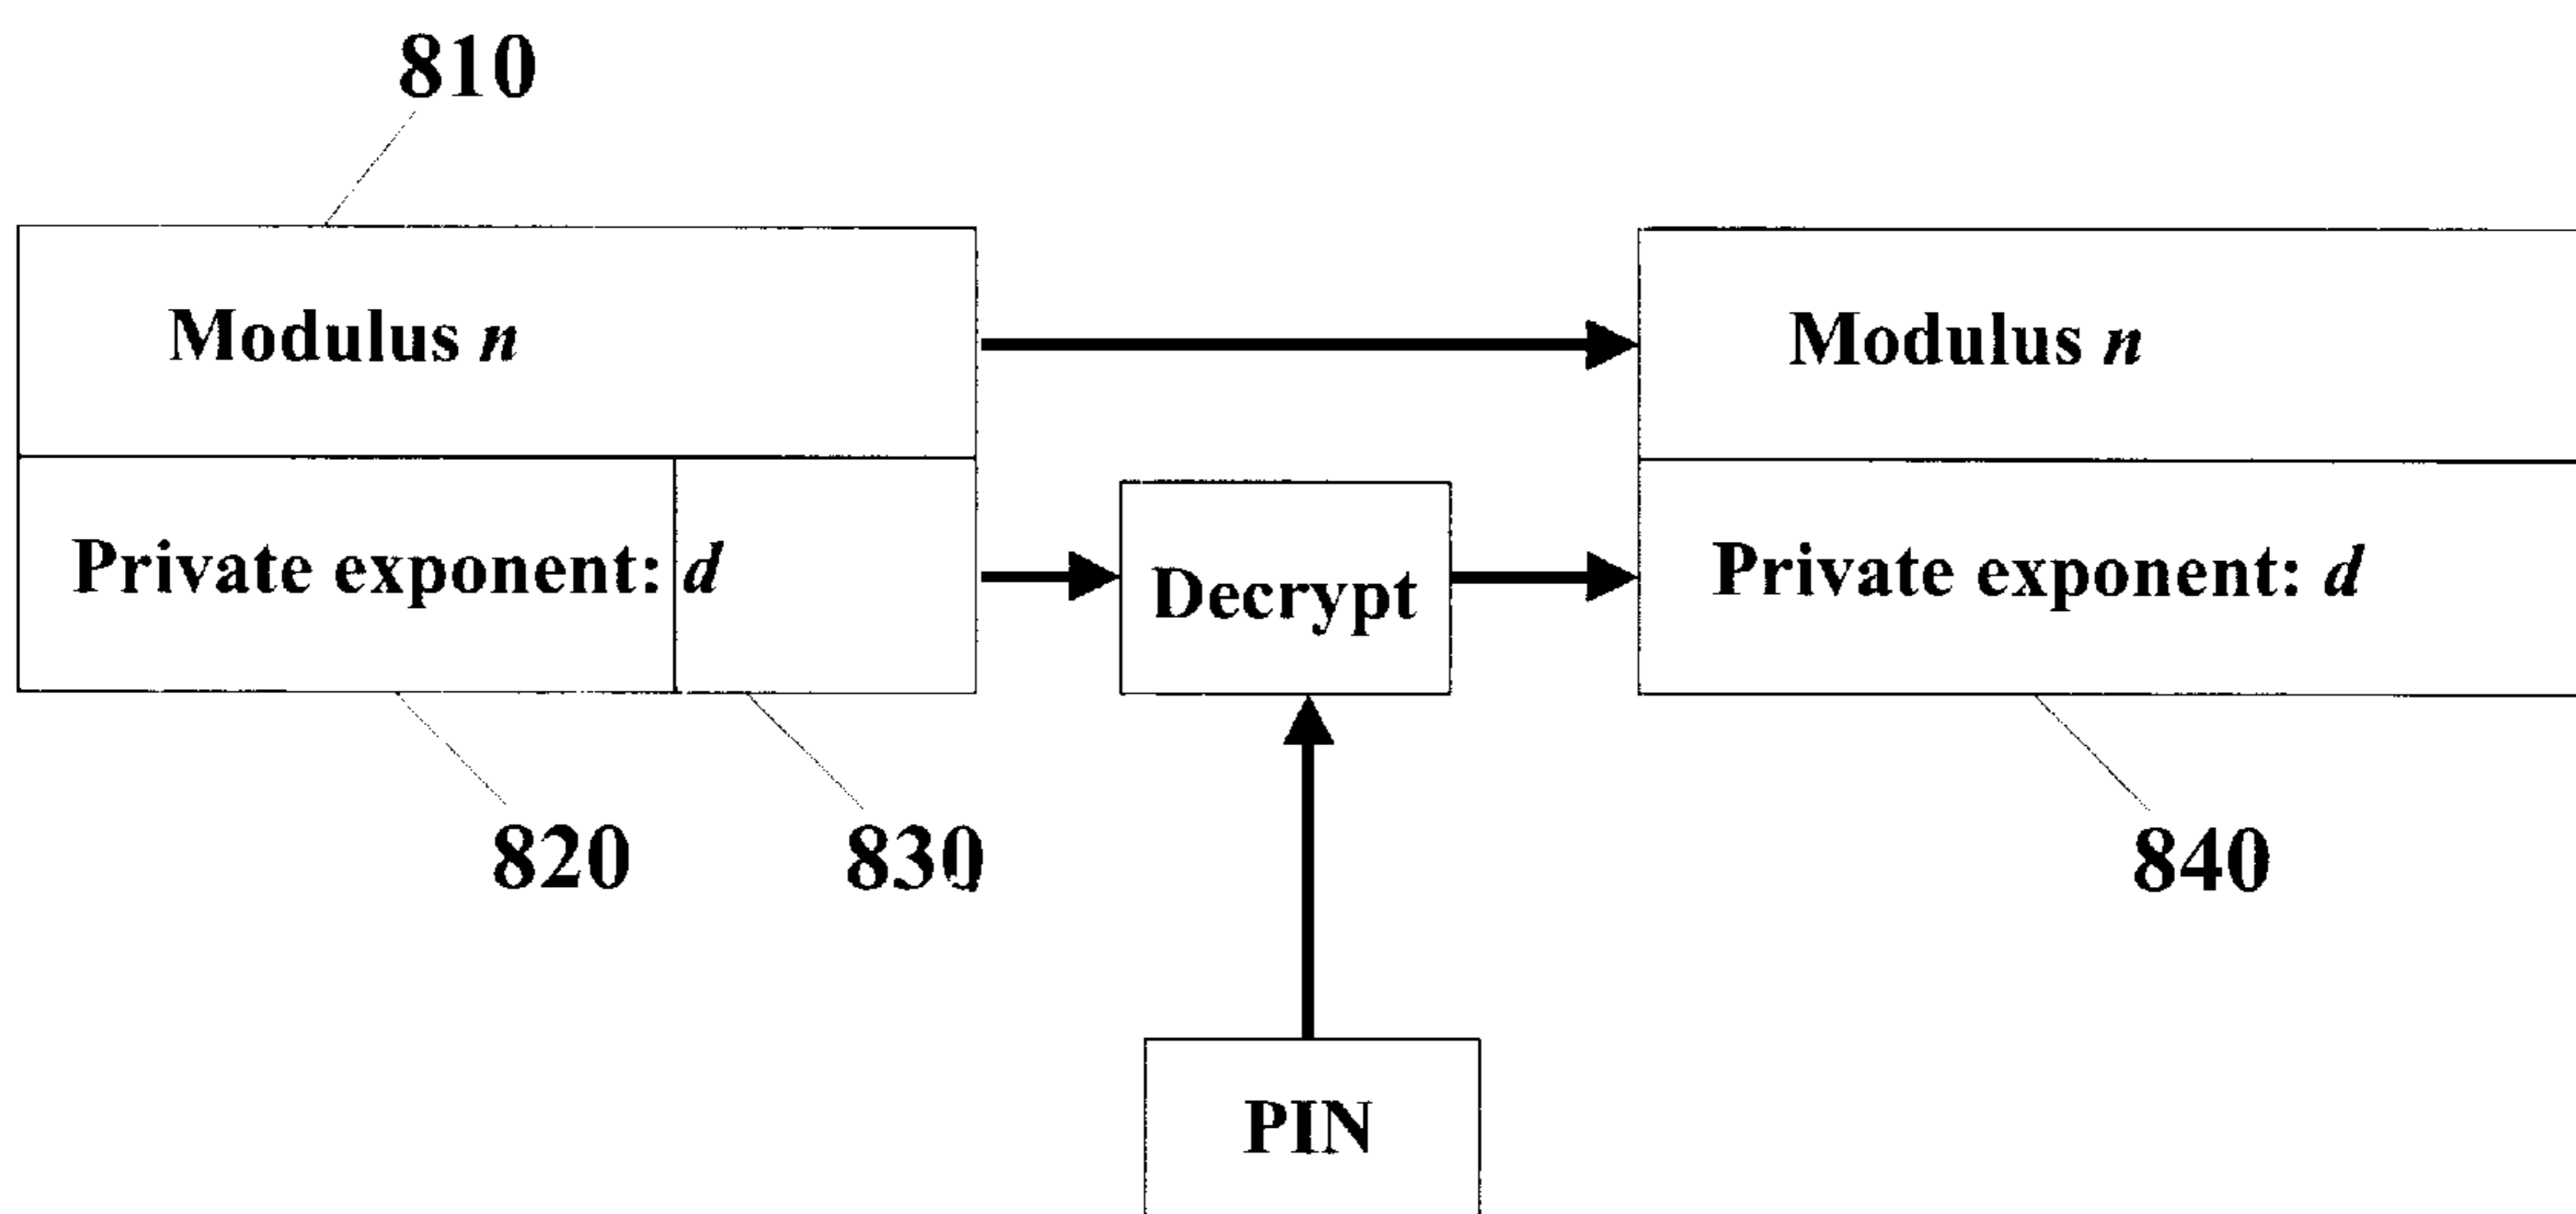 810
Modulus n
Modulus n
Private exponent: d
Decrypt
Private exponent: d
820
830
840
PIN